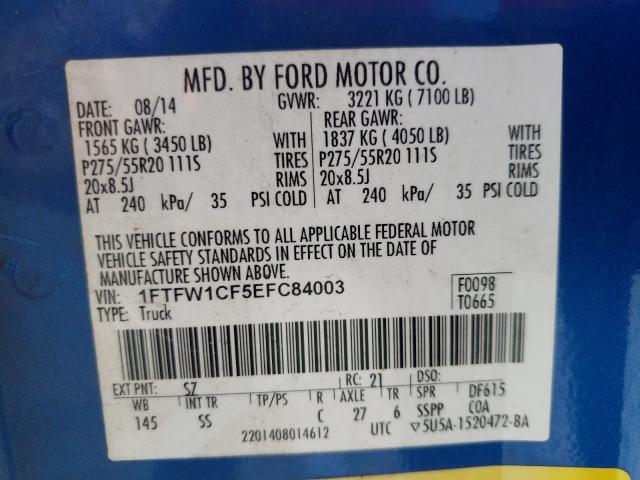 MFD. BY FORD MOTOR CO.
DATE: 08/14 GVWR: 3221 KG ( 7100 LB)
FRONT GAWR: REAR GAWR:
1565 KG ( 3450 LB) WITH 1837 KG ( 4050 LB) WITH
P275/55R20 111S TIRES P275/55R20 111S TIRES
20x8.5J RIMS 20x8.5J RIMS
AT 240 kPa/ 35 PSI COLD AT 240 kPa/ 35 PSI COLD
THIS VEHICLE CONFORMS TO ALL APPLICABLE FEDERAL MOTOR
VEHICLE SAFETY STANDARDS IN EFFECT ON THE DATE OF
MANUFACTURE SHOWN ABOVE.
VIN: 1FTFW1CF5EFC84003 F0098
TYPE: Truck T0665
EXT PNT: SZ RC: 21 DSO:
WB INT TR TP/PS R AXLE TR SPR DF615
145 SS C 27 6 SSPP COA
2201408014612 UTC ▽5U5A-1520472-BA